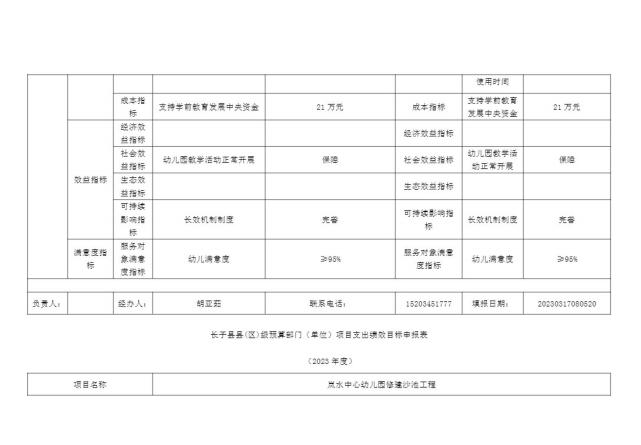 使用时间
成本指标 支持学前教育发展中央资金 21万元 成本指标 支持学前教育发展中央资金 21万元
效益指标
经济效益指标 经济效益指标
社会效益指标 幼儿园教学活动正常开展 保障 社会效益指标 幼儿园教学活动正常开展 保障
生态效益指标 生态效益指标
可持续影响指标 长效机制制度 完善 可持续影响指标 长效机制制度 完善
满意度指标 服务对象满意度指标 幼儿满意度 ≥95% 服务对象满意度指标 幼儿满意度 ≥95%
负责人: 经办人: 胡亚茹 联系电话: 15203451777 填报日期: 20230317080520
长子县县(区)级预算部门(单位)项目支出绩效目标申报表
(2023 年度)
项目名称 岚水中心幼儿园修建沙池工程